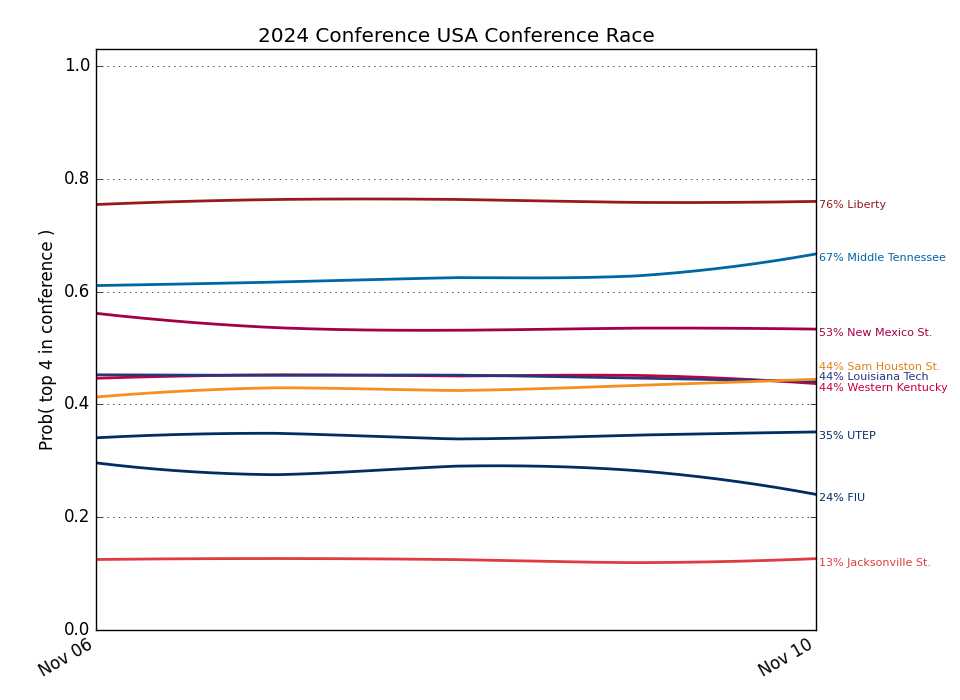 2024 Conference USA Conference Race
Prob( top 4 in conference )
1.0
0.8
0.6
0.4
0.2
0.0
Nov 06
Nov 10
76% Liberty
67% Middle Tennessee
53% New Mexico St.
44% Sam Houston St.
44% Louisiana Tech
44% Western Kentucky
35% UTEP
24% FIU
13% Jacksonville St.